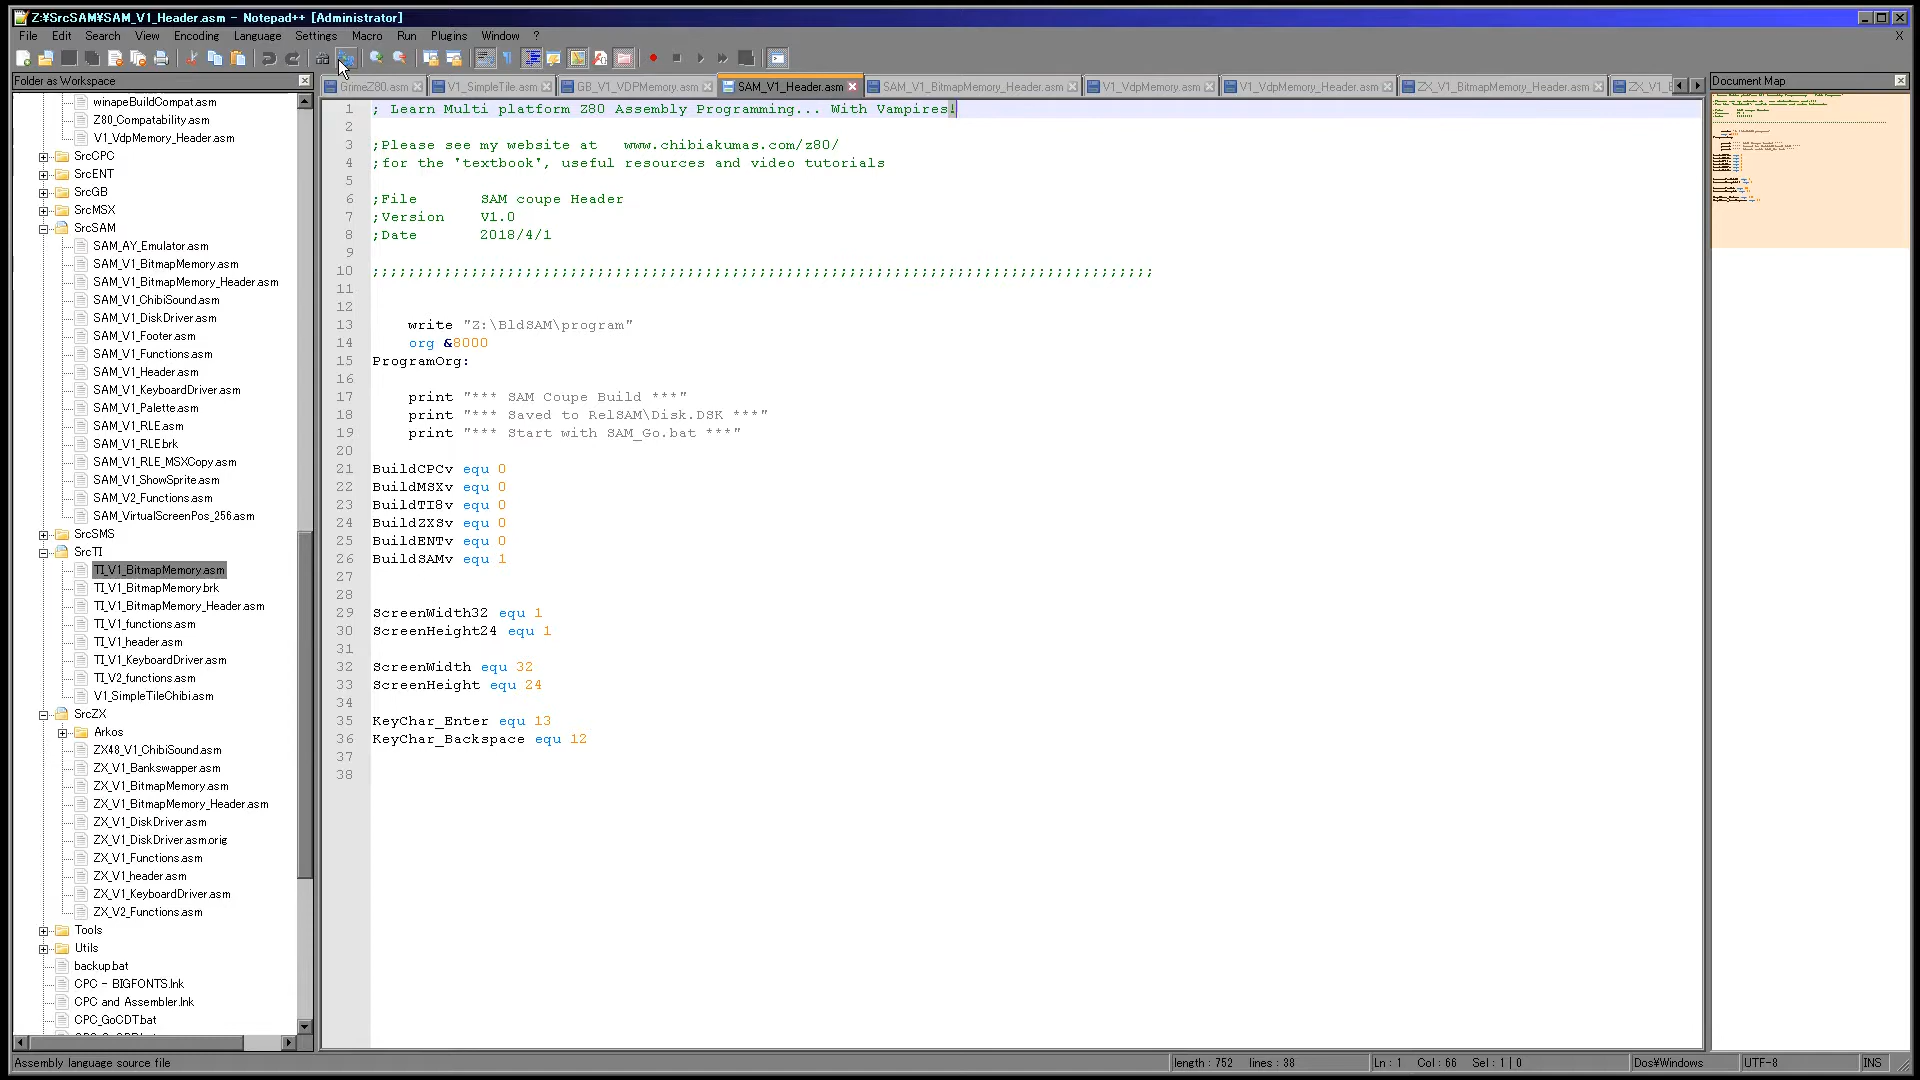 Z:¥SrcSAM¥SAM_V1_Header.asm - Notepad++ [Administrator]
File Edit Search View Encoding Language Settings Macro Run Plugins Window ? X
Folder as Workspace
winapeBuildCompat.asm
Z80_Compatability.asm
V1_VdpMemory_Header.asm
SrcCPC
SrcENT
SrcGB
SrcMSX
SrcSAM
SAM_AY_Emulator.asm
SAM_V1_BitmapMemory.asm
SAM_V1_BitmapMemory_Header.asm
SAM_V1_ChibiSound.asm
SAM_V1_DiskDriver.asm
SAM_V1_Footer.asm
SAM_V1_Functions.asm
SAM_V1_Header.asm
SAM_V1_KeyboardDriver.asm
SAM_V1_Palette.asm
SAM_V1_RLE.asm
SAM_V1_RLE.brk
SAM_V1_RLE_MSXCopy.asm
SAM_V1_ShowSprite.asm
SAM_V2_Functions.asm
SAM_VirtualScreenPos_256.asm
SrcSMS
SrcTI
TI_V1_BitmapMemory.asm
TI_V1_BitmapMemory.brk
TI_V1_BitmapMemory_Header.asm
TI_V1_functions.asm
TI_V1_header.asm
TI_V1_KeyboardDriver.asm
TI_V2_functions.asm
V1_SimpleTileChibi.asm
SrcZX
Arkos
ZX48_V1_ChibiSound.asm
ZX_V1_Bankswapper.asm
ZX_V1_BitmapMemory.asm
ZX_V1_BitmapMemory_Header.asm
ZX_V1_DiskDriver.asm
ZX_V1_DiskDriver.asm.orig
ZX_V1_Functions.asm
ZX_V1_header.asm
ZX_V1_KeyboardDriver.asm
ZX_V2_Functions.asm
Tools
Utils
backup.bat
CPC - BIGFONTS.lnk
CPC and Assembler.lnk
CPC_GoCDT.bat
GrimeZ80.asm V1_SimpleTile.asm GB_V1_VDPMemory.asm SAM_V1_Header.asm SAM_V1_BitmapMemory_Header.asm V1_VdpMemory.asm V1_VdpMemory_Header.asm ZX_V1_BitmapMemory_Header.asm
1 ; Learn Multi platform Z80 Assembly Programming... With Vampires!
2
3 ;Please see my website at www.chibiakumas.com/z80/
4 ;for the 'textbook', useful resources and video tutorials
5
6 ;File SAM coupe Header
7 ;Version V1.0
8 ;Date 2018/4/1
9
10 ;;;;;;;;;;;;;;;;;;;;;;;;;;;;;;;;;;;;;;;;;;;;;;;;;;;;;;;;;;;;;;;;;;;;;;;;;;;;;;;;;;;;;;;
11
12
13 write "Z:\BldSAM\program"
14 org &8000
15 ProgramOrg:
16
17 print "*** SAM Coupe Build ***"
18 print "*** Saved to RelSAM\Disk.DSK ***"
19 print "*** Start with SAM_Go.bat ***"
20
21 BuildCPCv equ 0
22 BuildMSXv equ 0
23 BuildTI8v equ 0
24 BuildZXSv equ 0
25 BuildENTv equ 0
26 BuildSAMv equ 1
27
28
29 ScreenWidth32 equ 1
30 ScreenHeight24 equ 1
31
32 ScreenWidth equ 32
33 ScreenHeight equ 24
34
35 KeyChar_Enter equ 13
36 KeyChar_Backspace equ 12
37
38
Document Map
Assembly language source file
length : 752 lines : 38 Ln : 1 Col : 66 Sel : 1 | 0 Dos¥Windows UTF-8 INS